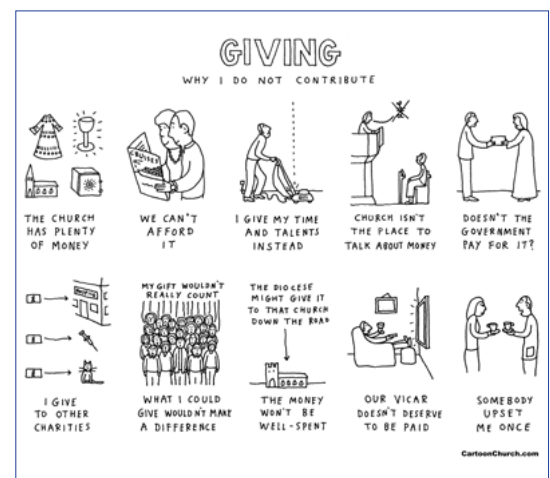 GIVING
WHY I DO NOT CONTRIBUTE
CRUISES
THE CHURCH
HAS PLENTY
OF MONEY
WE CAN'T
AFFORD
IT
I GIVE MY TIME
AND TALENTS
INSTEAD
CHURCH ISN'T
THE PLACE TO
TALK ABOUT MONEY
DOESN'T THE
GOVERNMENT
PAY FOR IT?
I GIVE
TO OTHER
CHARITIES
MY GIFT WOULDN'T
REALLY COUNT
WHAT I COULD
GIVE WOULDN'T MAKE
A DIFFERENCE
THE DIOCESE
MIGHT GIVE IT
TO THAT CHURCH
DOWN THE ROAD
THE MONEY
WON'T BE
WELL-SPENT
OUR VICAR
DOESN'T DESERVE
TO BE PAID
SOMEBODY
UPSET
ME ONCE
CartoonChurch.com